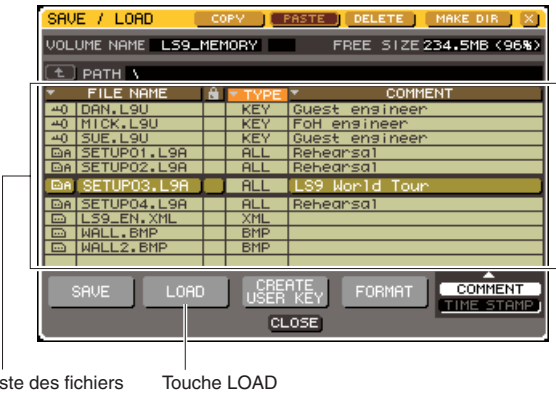 SAVE / LOAD COPY PASTE DELETE MAKE DIR X
VOLUME NAME LS9_MEMORY FREE SIZE 234.5MB (96%)
PATH \
FILE NAME TYPE COMMENT
DAN.L9U KEY Guest engineer
MICK.L9U KEY FoH engineer
SUE.L9U KEY Guest engineer
A SETUP01.L9A ALL Rehearsal
A SETUP02.L9A ALL Rehearsal
A SETUP03.L9A ALL LS9 World Tour
A SETUP04.L9A ALL Rehearsal
LS9_EN.XML XML
WALL.BMP BMP
WALL2.BMP BMP
SAVE LOAD CREATE USER KEY FORMAT COMMENT
TIME STAMP
CLOSE
ste des fichiers Touche LOAD